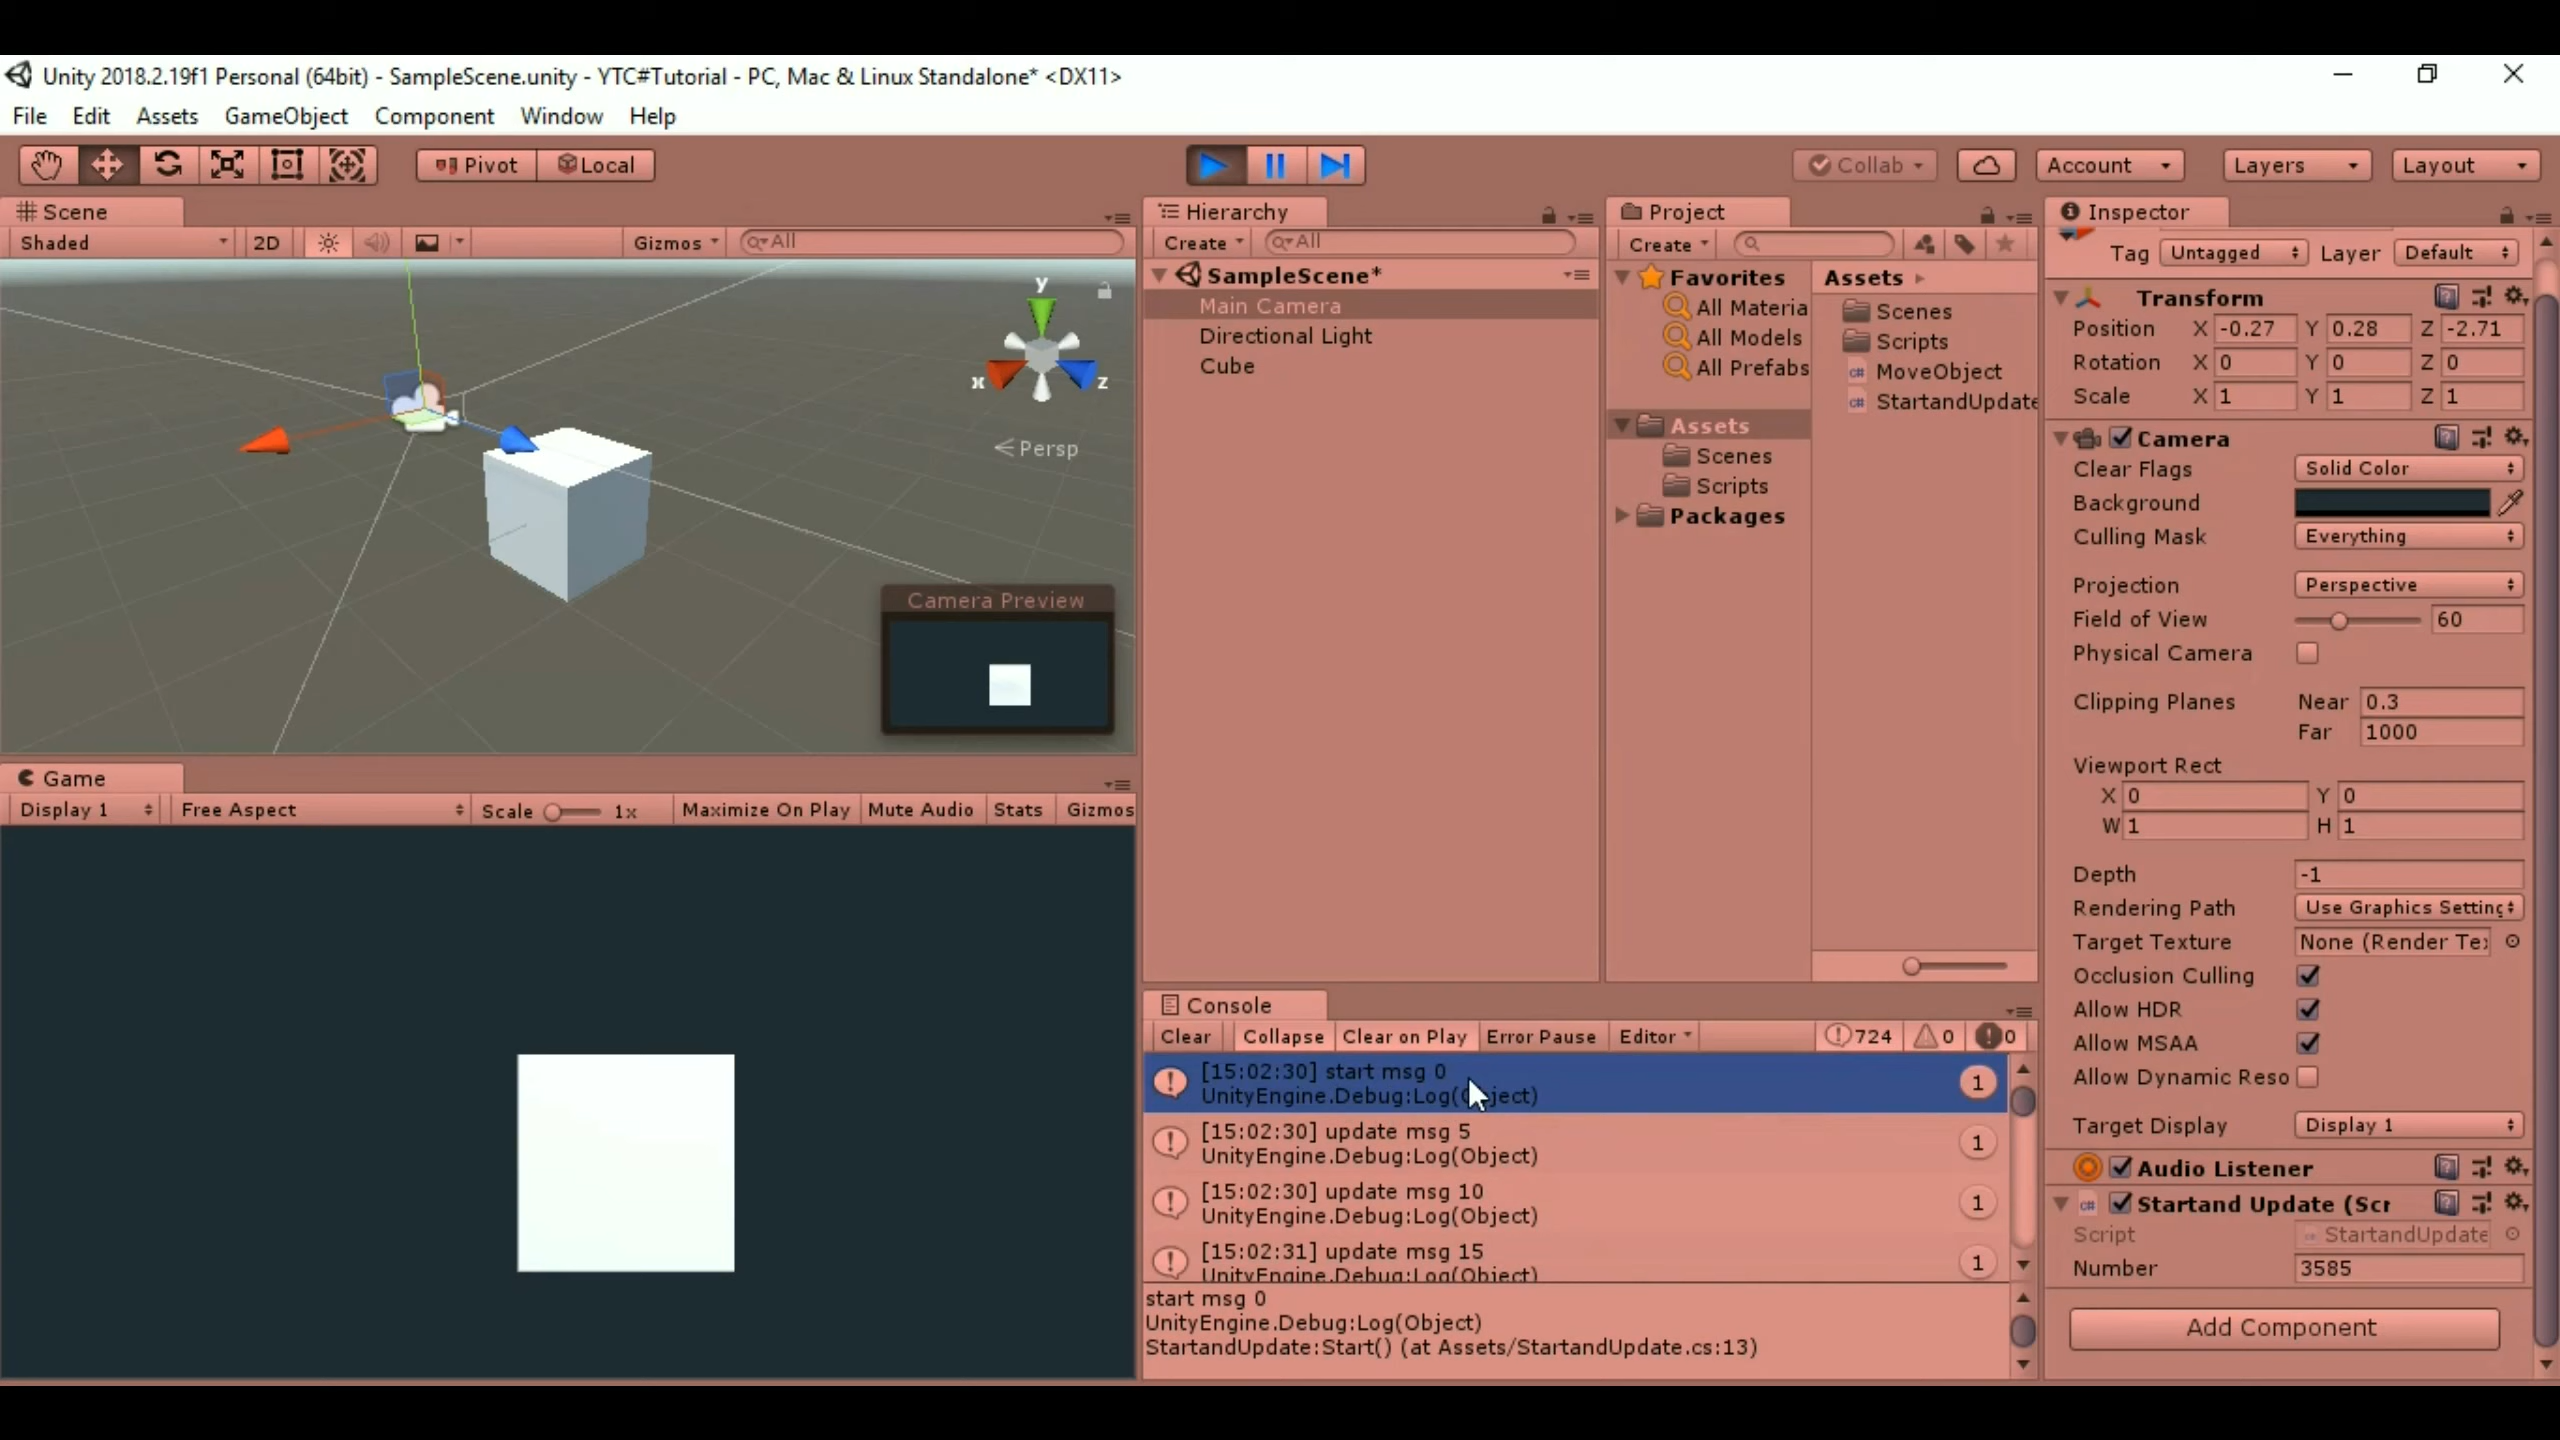 Unity 2018.2.19f1 Personal (64bit) - SampleScene.unity - YTC#Tutorial - PC, Mac & Linux Standalone* <DX11>
File Edit Assets GameObject Component Window Help
Pivot Local Collab Account Layers Layout
Scene
Shaded 2D Gizmos All
y
x z
Persp
Camera Preview
Game
Display 1 Free Aspect Scale 1x Maximize On Play Mute Audio Stats Gizmos
Hierarchy
Create All
SampleScene*
Main Camera
Directional Light
Cube
Project
Create
Favorites
All Materia
All Models
All Prefabs
Assets
Scenes
Scripts
Packages
Assets
Scenes
Scripts
MoveObject
StartandUpdate
Console
Clear Collapse Clear on Play Error Pause Editor 724 0 0
[15:02:30] start msg 0
UnityEngine.Debug:Log(Object) 1
[15:02:30] update msg 5
UnityEngine.Debug:Log(Object) 1
[15:02:30] update msg 10
UnityEngine.Debug:Log(Object) 1
[15:02:31] update msg 15
UnityEngine.Debug:Log(Object) 1
start msg 0
UnityEngine.Debug:Log(Object)
StartandUpdate:Start() (at Assets/StartandUpdate.cs:13)
Inspector
Tag Untagged Layer Default
Transform
Position X -0.27 Y 0.28 Z -2.71
Rotation X 0 Y 0 Z 0
Scale X 1 Y 1 Z 1
Camera
Clear Flags Solid Color
Background
Culling Mask Everything
Projection Perspective
Field of View 60
Physical Camera
Clipping Planes Near 0.3
Far 1000
Viewport Rect
X 0 Y 0
W 1 H 1
Depth -1
Rendering Path Use Graphics Setting
Target Texture None (Render Te
Occlusion Culling
Allow HDR
Allow MSAA
Allow Dynamic Reso
Target Display Display 1
Audio Listener
Startand Update (Scr
Script StartandUpdate
Number 3585
Add Component